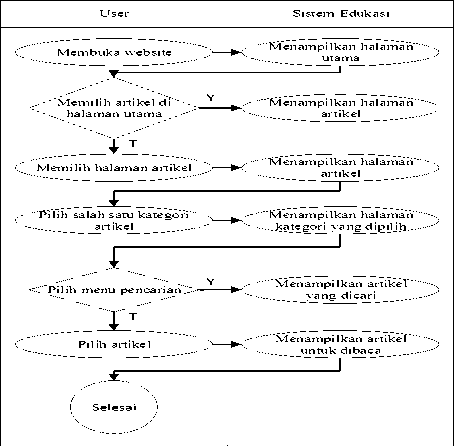 User
Sistem Edukasi
Membuka website
Menampilkan halaman
utama
Memilih artikel di
halaman utama
Y
Menampilkan halaman
artikel
T
Memilih halaman artikel
Menampilkan halaman
artikel
Pilih salah satu kategori
artikel
Menampilkan halaman
kategori yang dipilih
Pilih menu pencarian
Y
Menampilkan artikel
yang dicari
T
Pilih artikel
Menampilkan artikel
untuk dibaca
Selesai